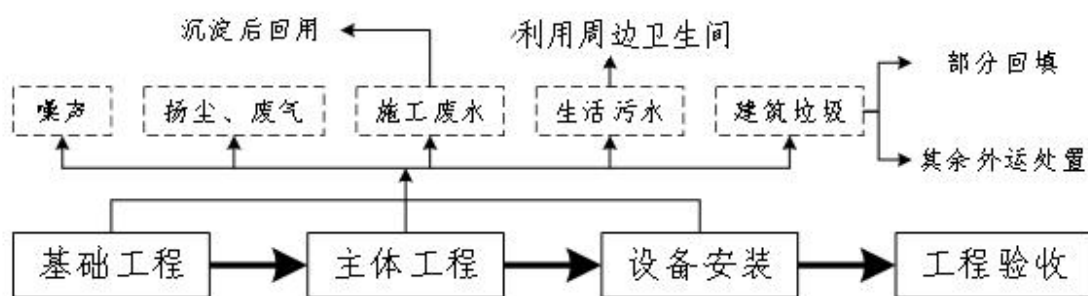 沉淀后回用
利用周边卫生间
部分回填
噪声
扬尘、废气
施工废水
生活污水
建筑垃圾
其余外运处置
基础工程
主体工程
设备安装
工程验收